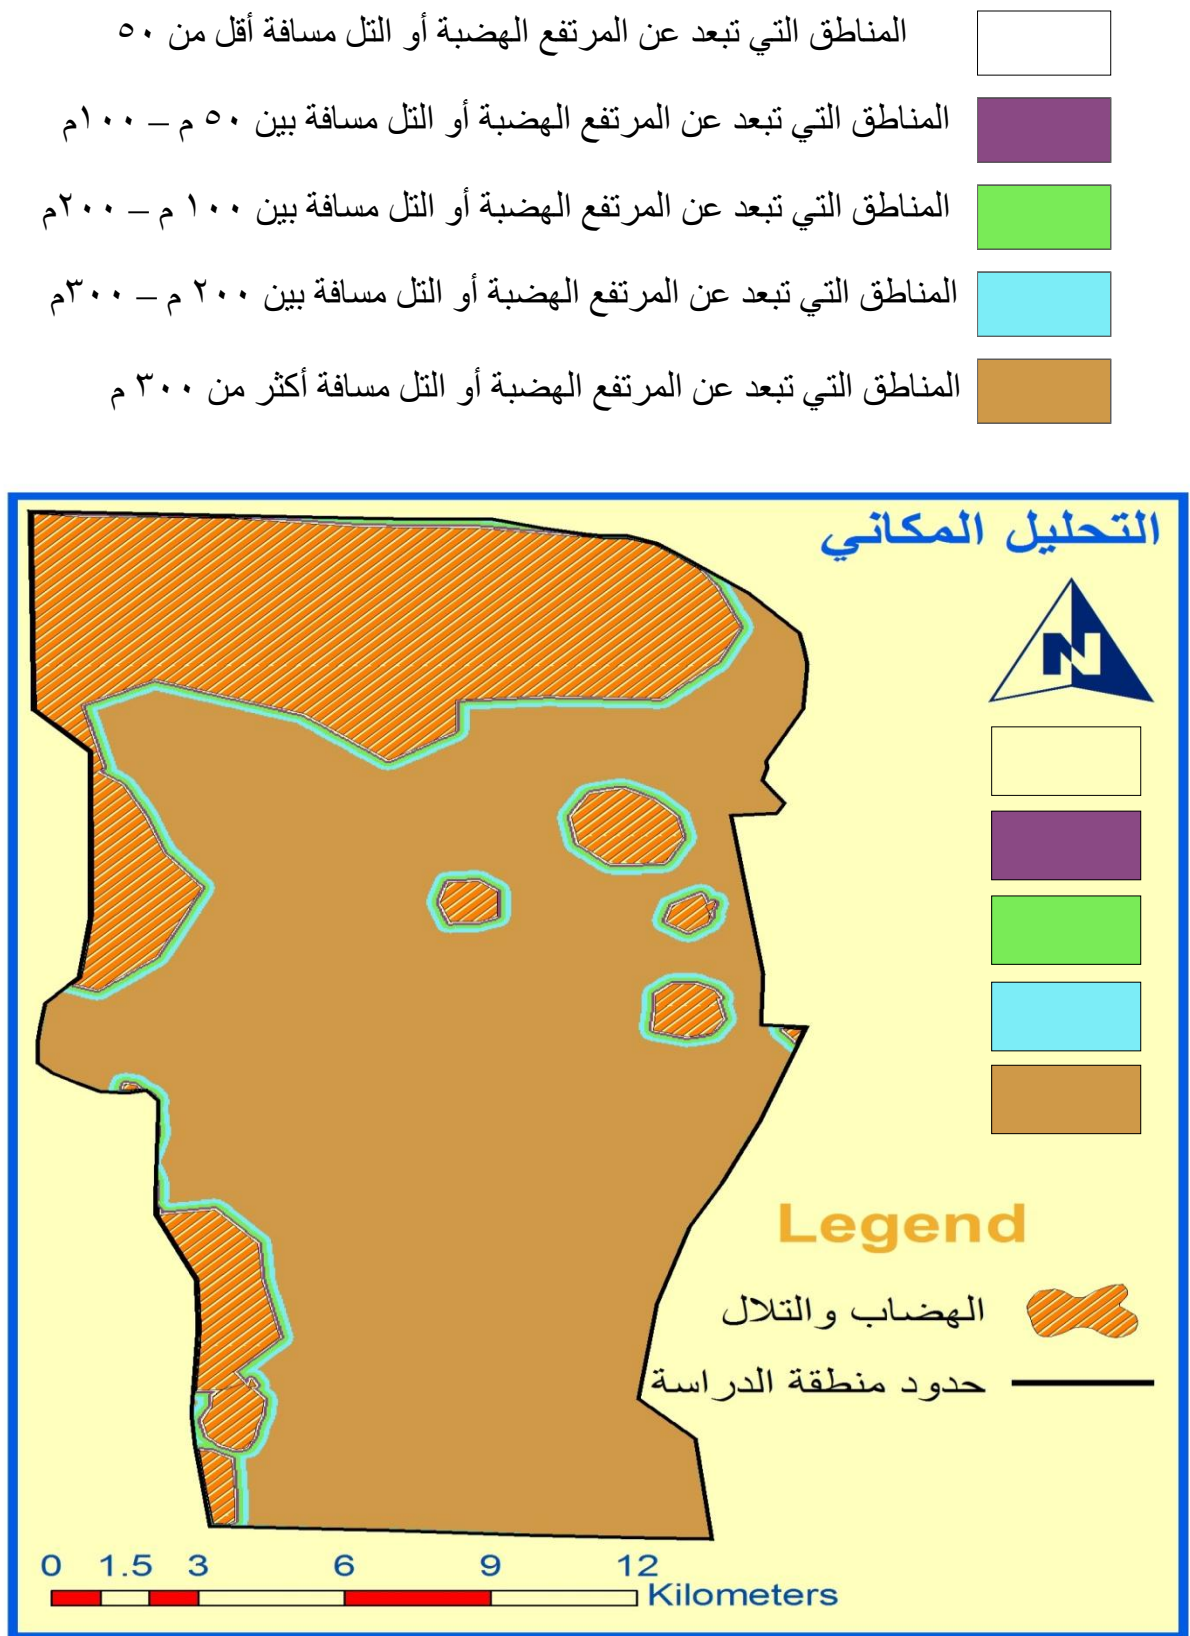 المناطق التي تبعد عن المرتفع الهضبة أو التل مسافة أقل من ٥٠
المناطق التي تبعد عن المرتفع الهضبة أو التل مسافة بين ٥٠ م – ١٠٠م
المناطق التي تبعد عن المرتفع الهضبة أو التل مسافة بين ١٠٠ م – ٢٠٠م
المناطق التي تبعد عن المرتفع الهضبة أو التل مسافة بين ٢٠٠ م – ٣٠٠م
المناطق التي تبعد عن المرتفع الهضبة أو التل مسافة أكثر من ٣٠٠ م
التحليل المكاني
N
Legend
الهضاب والتلال
حدود منطقة الدراسة
0 1.5 3 6 9 12
Kilometers